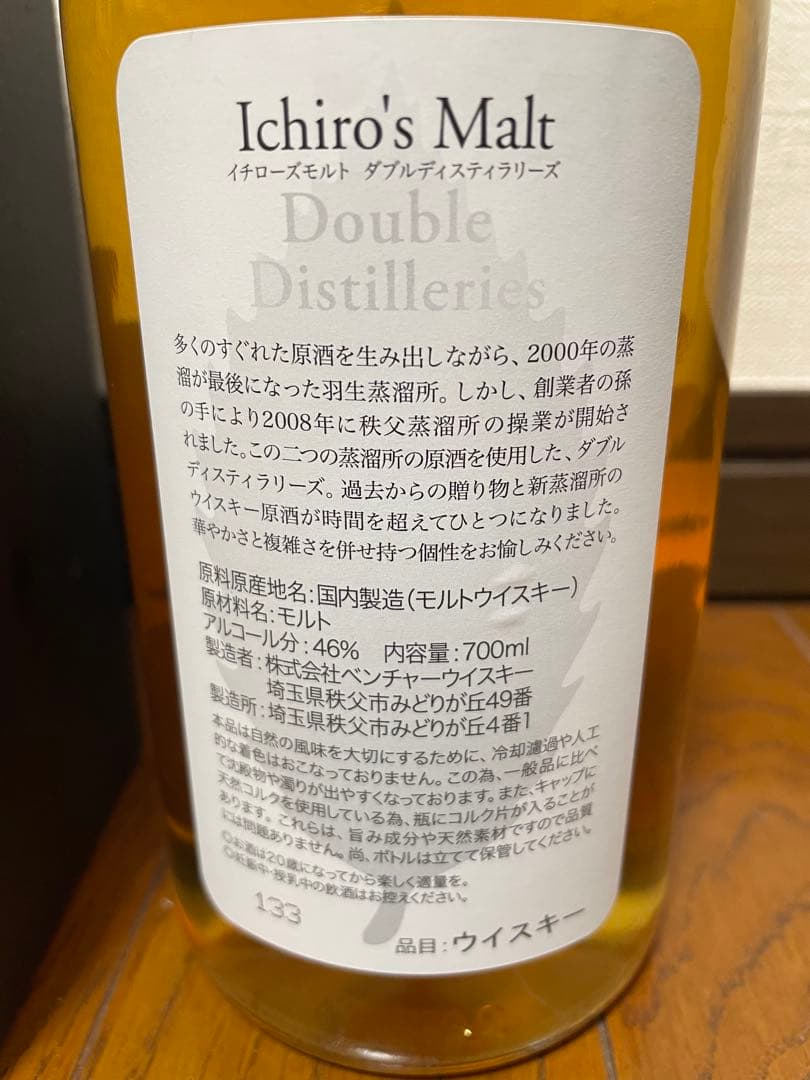 Ichiro's Malt
イチローズモルト ダブルディスティラリーズ
Double
Distilleries
多くのすぐれた原酒を生み出しながら、2000年の蒸
溜が最後になった羽生蒸溜所。しかし、創業者の孫
の手により2008年に秩父蒸溜所の操業が開始さ
れました。この二つの蒸溜所の原酒を使用した、ダブル
ディスティラリーズ。過去からの贈り物と新蒸溜所の
ウイスキー原酒が時間を超えてひとつになりました。
華やかさと複雑さを併せ持つ個性をお愉しみください。
原料原産地名:国内製造(モルトウイスキー)
原材料名:モルト
アルコール分:46% 内容量:700ml
製造者:株式会社ベンチャーウイスキー
埼玉県秩父市みどりが丘49番
製造所:埼玉県秩父市みどりが丘4番1
本品は自然の風味を大切にするために、冷却濾過や人工
的な着色はおこなっておりません。この為、一般品に比べ
て沈殿物や濁りが出やすくなっております。また、キャップに
天然コルクを使用している為、瓶にコルク片が入ることが
あります。これらは、旨み成分や天然素材ですので品質
には問題ありません。尚、ボトルは立てて保管してください。
◎お酒は20歳になってから楽しく適量を。
◎妊娠中・授乳中の飲酒はお控えください。
133
品目:ウイスキー